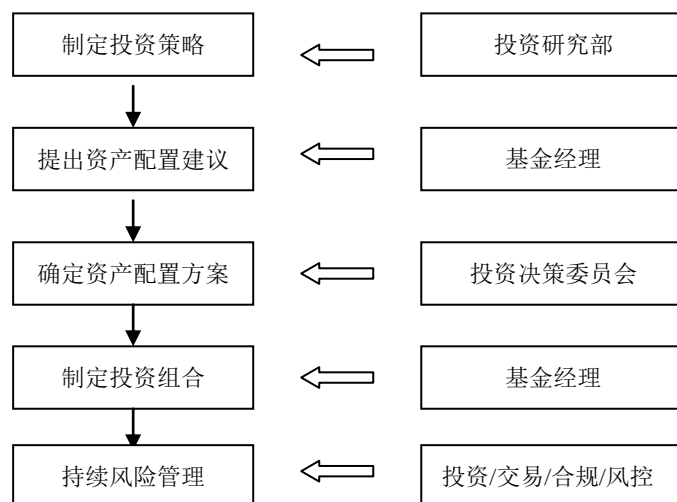 制定投资策略
投资研究部
提出资产配置建议
基金经理
确定资产配置方案
投资决策委员会
制定投资组合
基金经理
持续风险管理
投资/交易/合规/风控